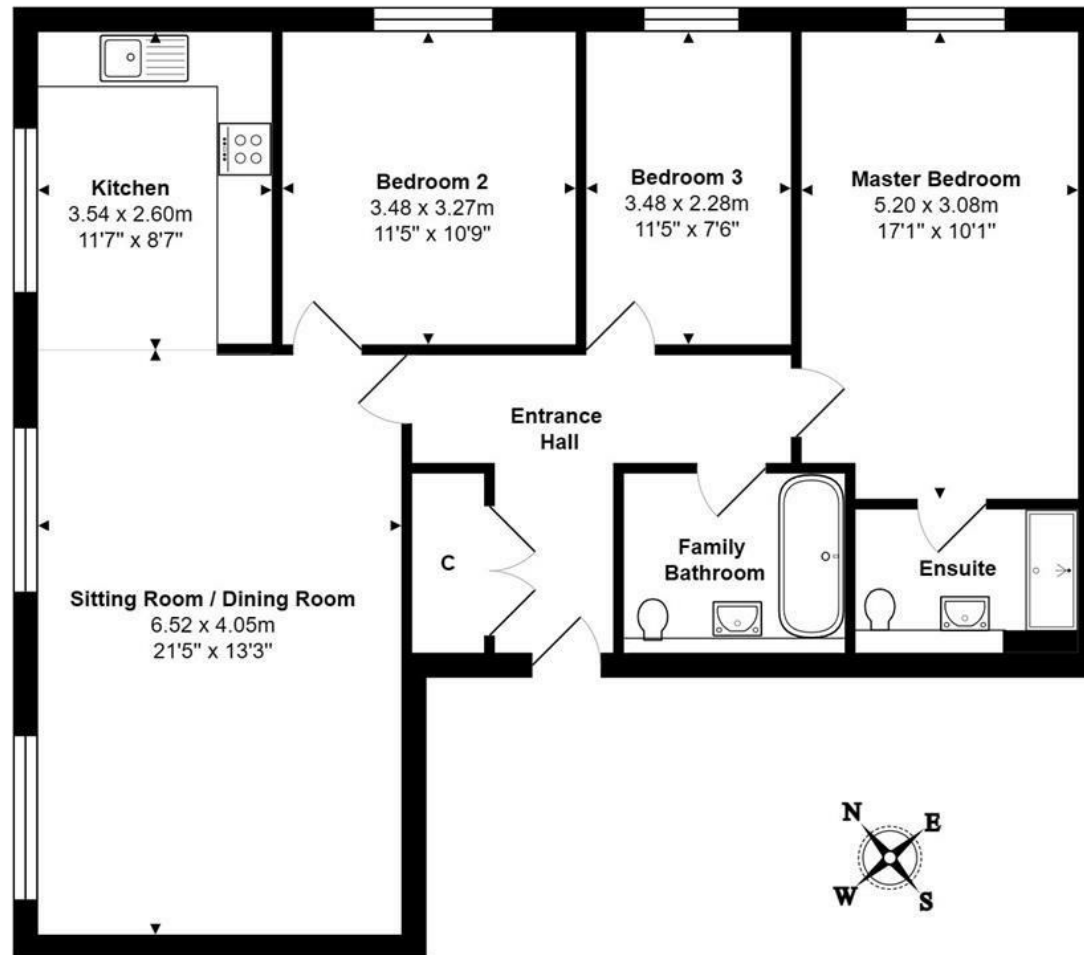 Kitchen
3.54 x 2.60m
11'7" x 8'7"
Bedroom 2
3.48 x 3.27m
11'5" x 10'9"
Bedroom 3
3.48 x 2.28m
11'5" x 7'6"
Master Bedroom
5.20 x 3.08m
17'1" x 10'1"
Entrance
Hall
C
Family
Bathroom
Ensuite
Sitting Room / Dining Room
6.52 x 4.05m
21'5" x 13'3"
N
E
W
S